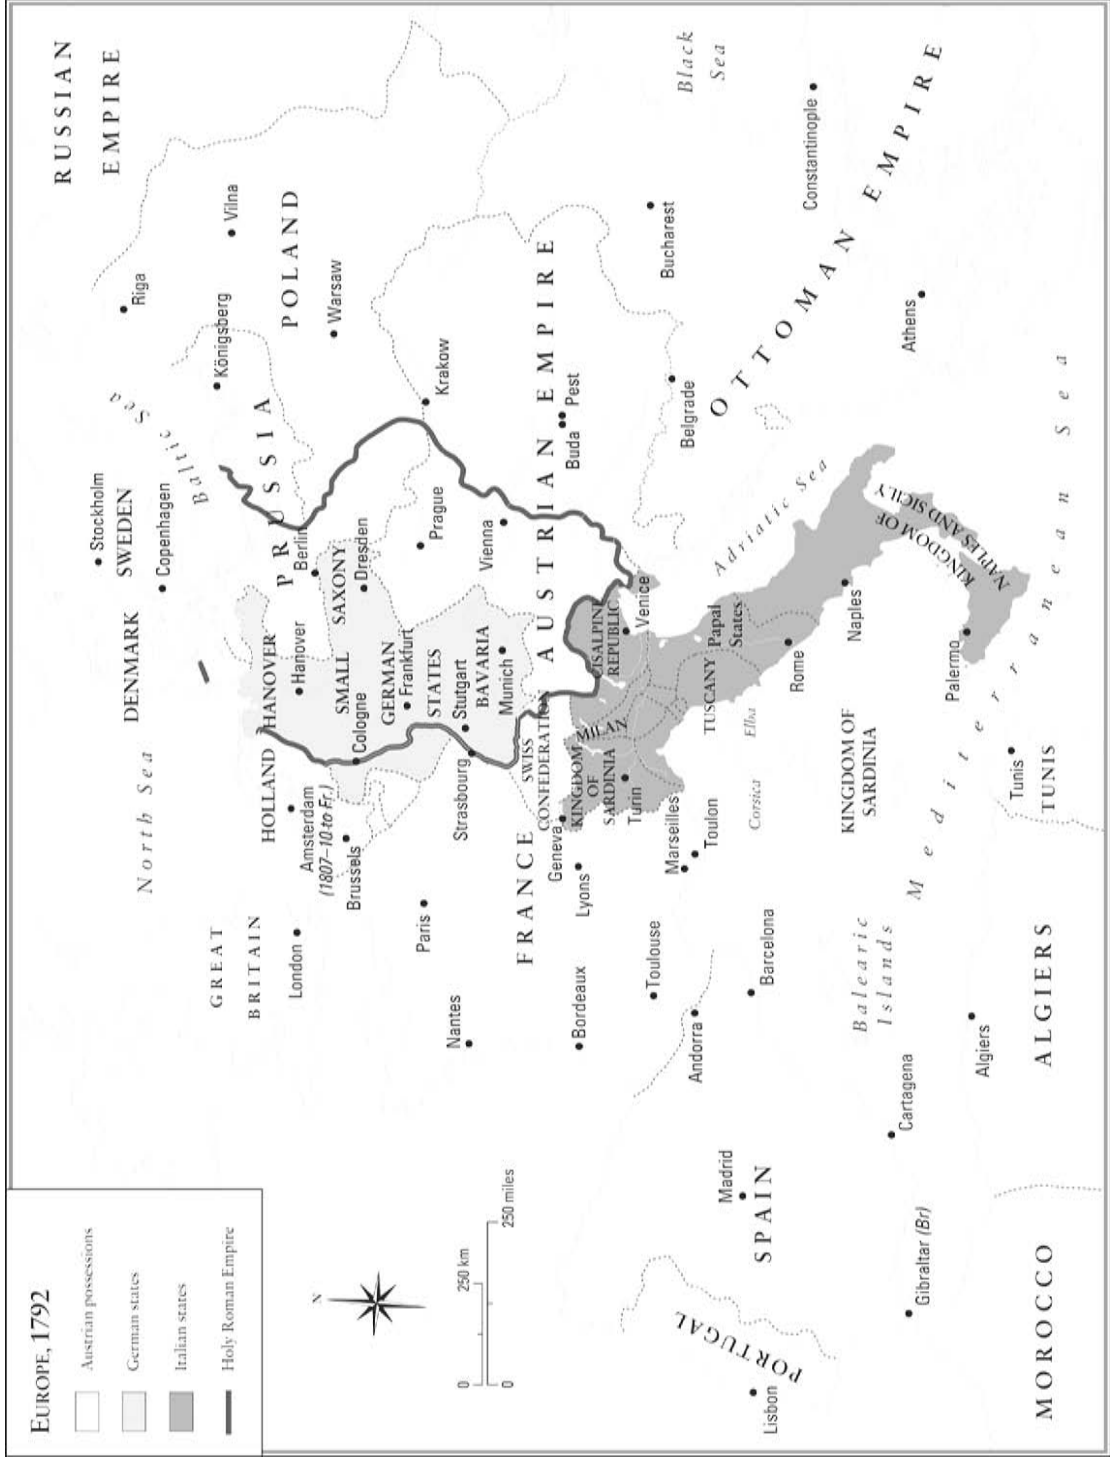 EUROPE, 1792
Austrian possessions
German states
Italian states
Holy Roman Empire
N
0
250 km
0
250 miles
RUSSIAN
EMPIRE
Stockholm
SWEDEN
Riga
Baltic Sea
DENMARK
Copenhagen
Königsberg
Vilna
North Sea
GREAT
BRITAIN
London
HOLLAND
Amsterdam
(1807–10 to Fr.)
Brussels
HANOVER
Hanover
PRUSSIA
Berlin
POLAND
Warsaw
SMALL
GERMAN
STATES
SAXONY
Dresden
Cologne
Frankfurt
Prague
Krakow
Paris
Nantes
Strasbourg
Stutgart
BAVARIA
Munich
Vienna
FRANCE
SWISS
CONFEDERATION
AUSTRIAN EMPIRE
Buda
Pest
Geneva
Lyons
Bordeaux
KINGDOM
OF
SARDINIA
Turin
MILAN
CISALPINE
REPUBLIC
Venice
Belgrade
Bucharest
Black
Sea
Toulouse
Marseilles
Toulon
TUSCANY
Papal
States
Adriatic Sea
OTTOMAN EMPIRE
Constantinople
Andorra
Barcelona
Corsica
Elba
Rome
Naples
KINGDOM OF
NAPLES AND SICILY
Athens
Madrid
SPAIN
PORTUGAL
Lisbon
Balearic
Islands
KINGDOM OF
SARDINIA
Palermo
Mediterranean Sea
Cartagena
Gibraltar (Br)
Algiers
Tunis
MOROCCO
ALGIERS
TUNIS